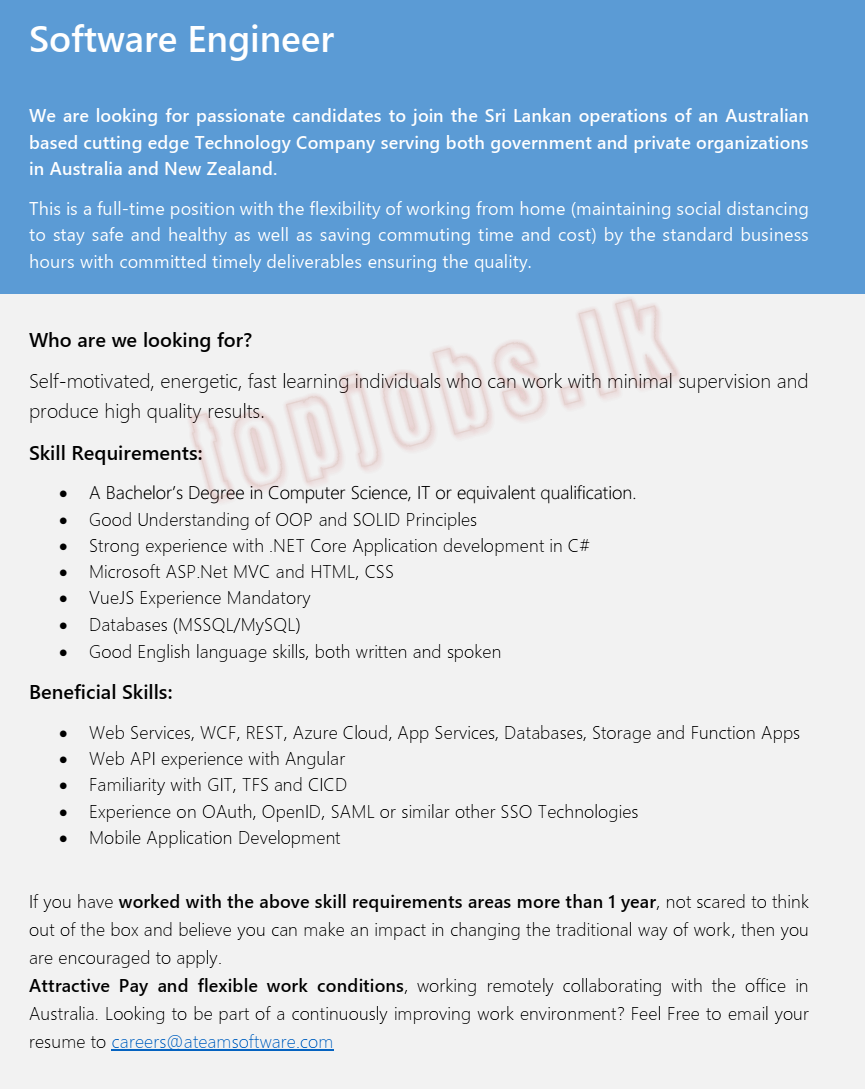 Software Engineer
We are looking for passionate candidates to join the Sri Lankan operations of an Australian
based cutting edge Technology Company serving both government and private organizations
in Australia and New Zealand.
This is a full-time position with the flexibility of working from home (maintaining social distancing
to stay safe and healthy as well as saving commuting time and cost) by the standard business
hours with committed timely deliverables ensuring the quality.
topjobs.lk
Who are we looking for?
Self-motivated, energetic, fast learning individuals who can work with minimal supervision and
produce high quality results.
Skill Requirements:
• A Bachelor’s Degree in Computer Science, IT or equivalent qualification.
• Good Understanding of OOP and SOLID Principles
• Strong experience with .NET Core Application development in C#
• Microsoft ASP.Net MVC and HTML, CSS
• VueJS Experience Mandatory
• Databases (MSSQL/MySQL)
• Good English language skills, both written and spoken
Beneficial Skills:
• Web Services, WCF, REST, Azure Cloud, App Services, Databases, Storage and Function Apps
• Web API experience with Angular
• Familiarity with GIT, TFS and CICD
• Experience on OAuth, OpenID, SAML or similar other SSO Technologies
• Mobile Application Development
If you have worked with the above skill requirements areas more than 1 year, not scared to think
out of the box and believe you can make an impact in changing the traditional way of work, then you
are encouraged to apply.
Attractive Pay and flexible work conditions, working remotely collaborating with the office in
Australia. Looking to be part of a continuously improving work environment? Feel Free to email your
resume to careers@ateamsoftware.com